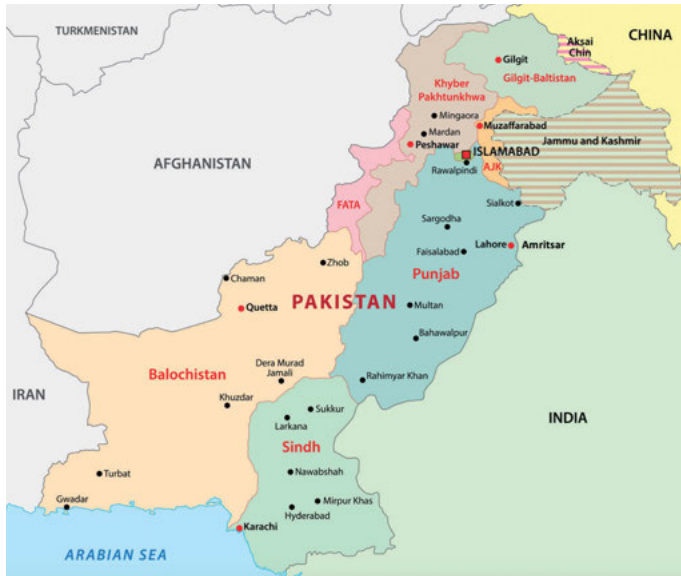 TURKMENISTAN
CHINA
Aksai
Chin
Gilgit
Gilgit-Baltistan
Khyber
Pakhtunkhwa
Mingaora
Muzaffarabad
Mardan
Jammu and Kashmir
Peshawar
ISLAMABAD
AFGHANISTAN
AJK
Rawalpindi
FATA
Sialkot
Sargodha
Lahore
Amritsar
Faisalabad
Zhob
Punjab
Chaman
PAKISTAN
Quetta
Multan
Bahawalpur
Dera Murad
Jamali
Balochistan
Rahimyar Khan
IRAN
Khuzdar
Sukkur
INDIA
Larkana
Sindh
Turbat
Nawabshah
Gwadar
Mirpur Khas
Hyderabad
Karachi
ARABIAN SEA